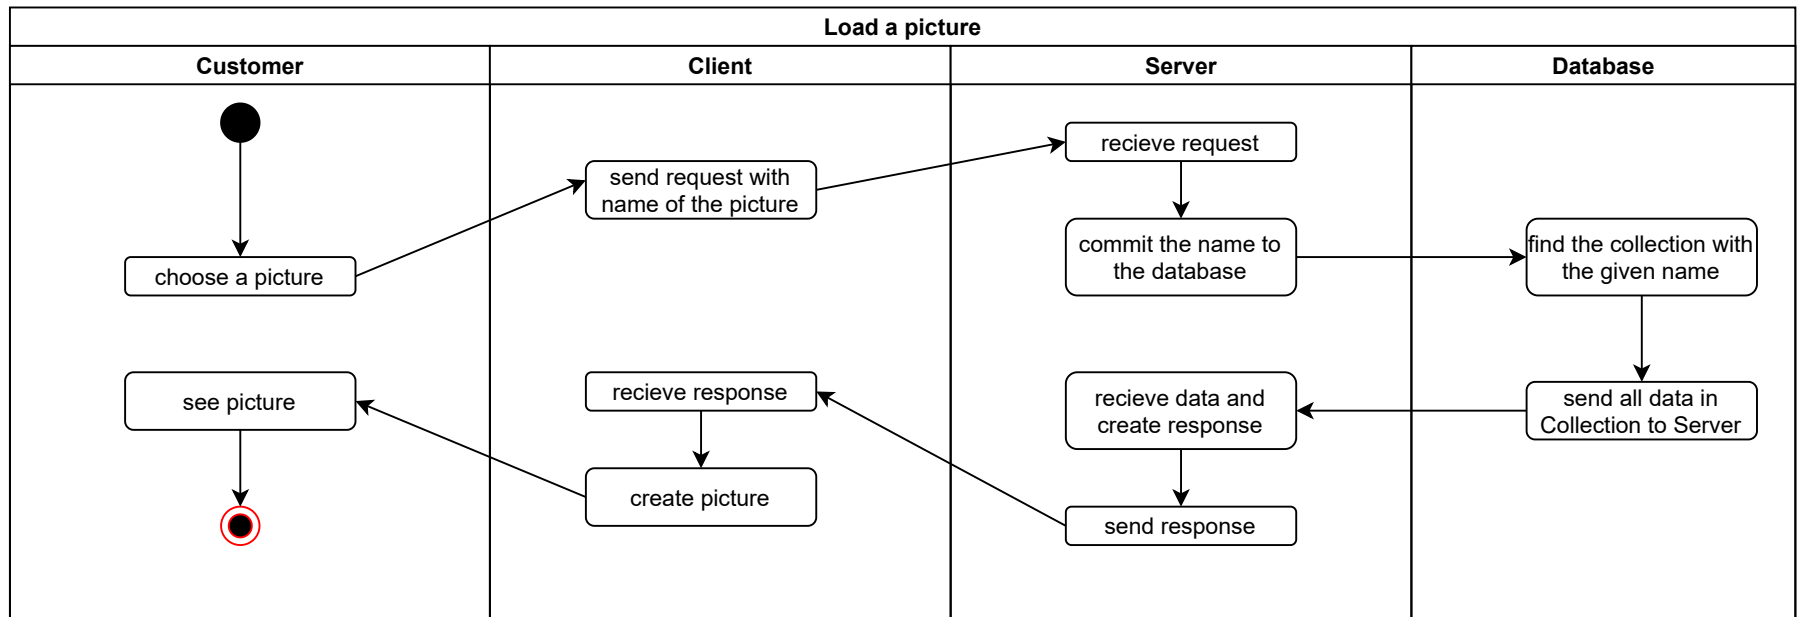 Load a picture
Customer
Client
Server
Database
recieve request
send request with
name of the picture
commit the name to
the database
find the collection with
the given name
choose a picture
see picture
recieve response
recieve data and
create response
send all data in
Collection to Server
create picture
send response